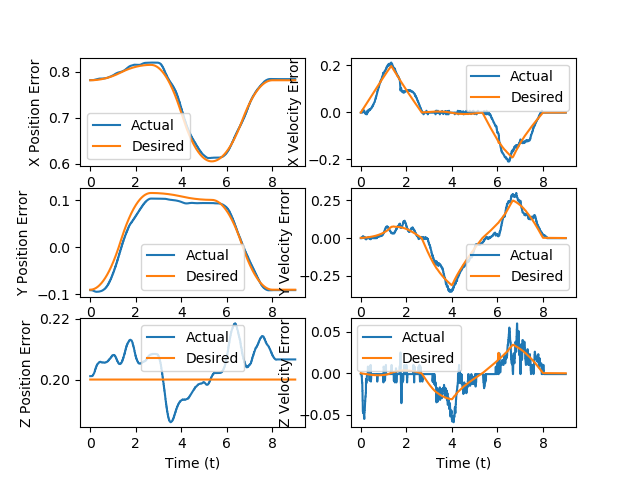 X Position Error
0.8
0.7
0.6
Actual
Desired
0 2 4 6 8
X Velocity Error
0.2
0.0
−0.2
Actual
Desired
0 2 4 6 8
Y Position Error
0.1
0.0
−0.1
Actual
Desired
0 2 4 6 8
Y Velocity Error
0.25
0.00
−0.25
Actual
Desired
0 2 4 6 8
Z Position Error
0.22
0.20
Actual
Desired
0 2 4 6 8
Time (t)
Z Velocity Error
0.05
0.00
−0.05
Actual
Desired
0 2 4 6 8
Time (t)